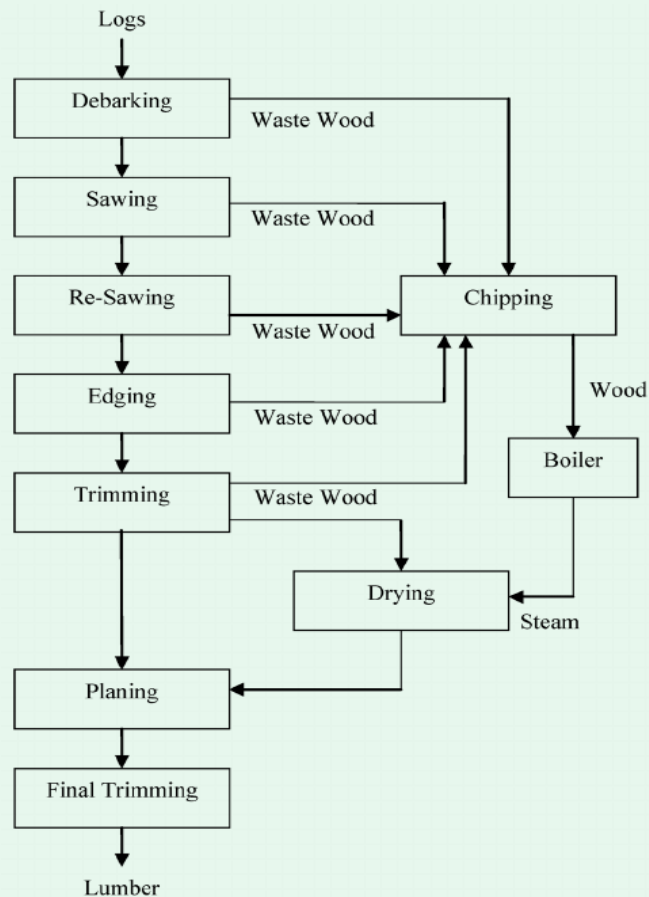 Logs
Debarking
Waste Wood
Sawing
Waste Wood
Re-Sawing
Chipping
Waste Wood
Edging
Wood
Waste Wood
Boiler
Trimming
Waste Wood
Drying
Steam
Planing
Final Trimming
Lumber